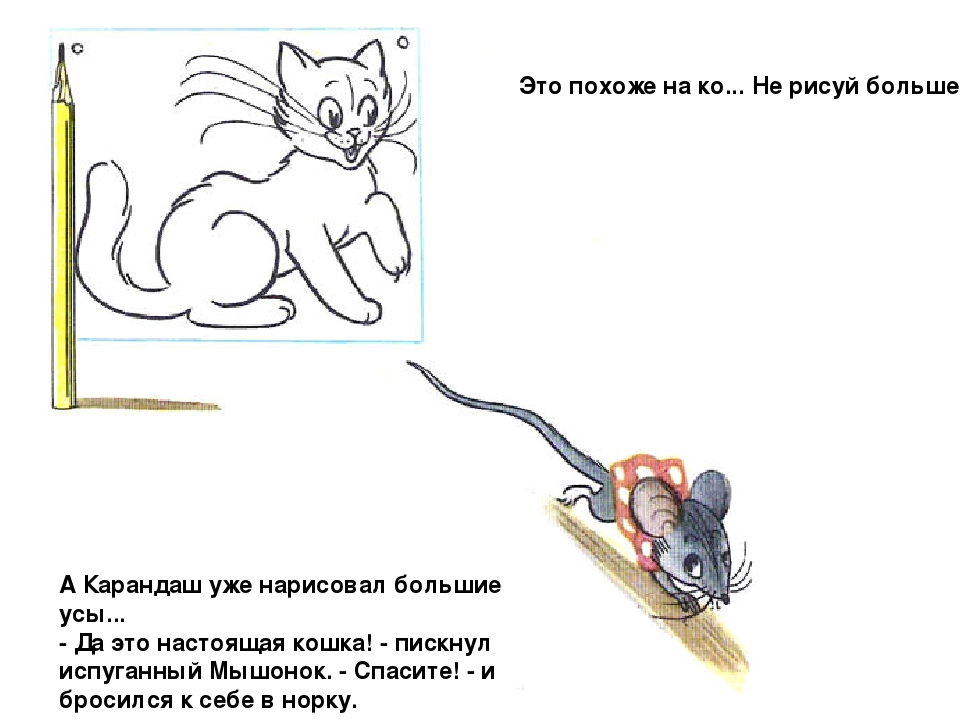 Это похоже на ко... Не рисуй больше
А Карандаш уже нарисовал большие
усы...
- Да это настоящая кошка! - пискнул
испуганный Мышонок. - Спасите! - и
бросился к себе в норку.